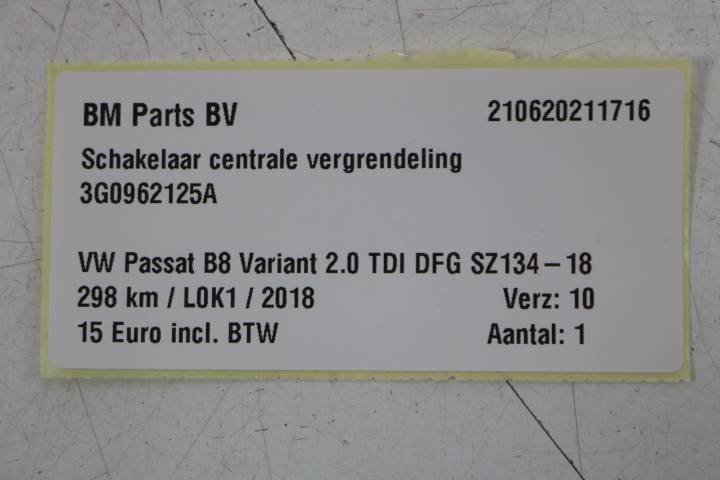 BM Parts BV 210620211716
Schakelaar centrale vergrendeling
3G0962125A
VW Passat B8 Variant 2.0 TDI DFG SZ134-18
298 km / L0K1 / 2018 Verz: 10
15 Euro incl. BTW Aantal: 1